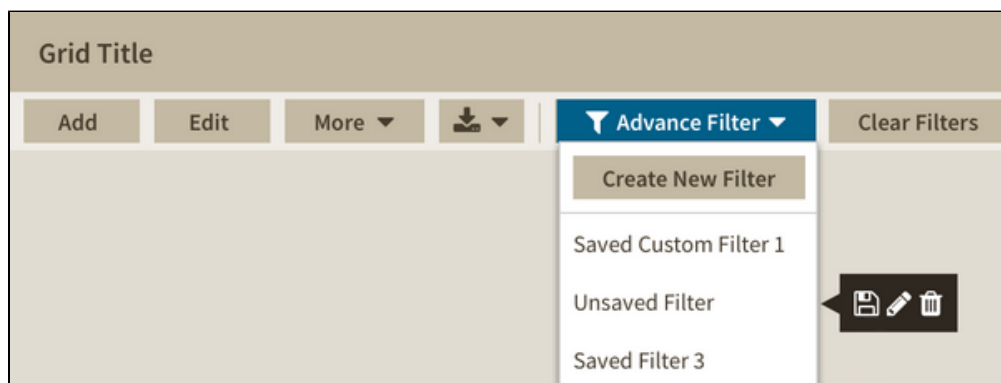 Grid Title
Add Edit More Advance Filter Clear Filters
Create New Filter
Saved Custom Filter 1
Unsaved Filter
Saved Filter 3